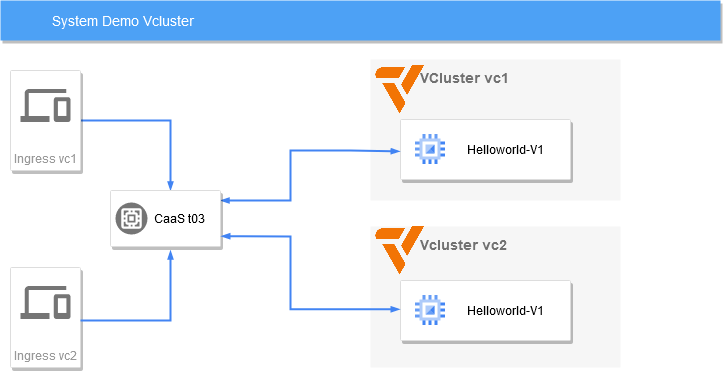 System Demo Vcluster
VCluster vc1
Ingress vc1
Helloworld-V1
CaaS t03
Vcluster vc2
Ingress vc2
Helloworld-V1